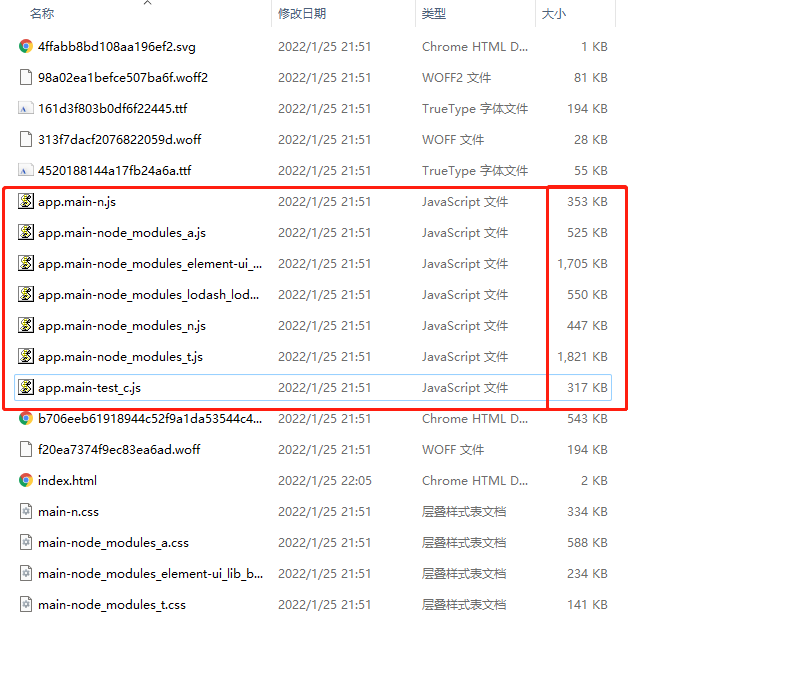 名称 修改日期 类型 大小
4ffabb8bd108aa196ef2.svg 2022/1/25 21:51 Chrome HTML D... 1 KB
98a02ea1befce507ba6f.woff2 2022/1/25 21:51 WOFF2 文件 81 KB
161d3f803b0df6f22445.ttf 2022/1/25 21:51 TrueType 字体文件 194 KB
313f7dacf2076822059d.woff 2022/1/25 21:51 WOFF 文件 28 KB
4520188144a17fb24a6a.ttf 2022/1/25 21:51 TrueType 字体文件 55 KB
app.main-n.js 2022/1/25 21:51 JavaScript 文件 353 KB
app.main-node_modules_a.js 2022/1/25 21:51 JavaScript 文件 525 KB
app.main-node_modules_element-ui_... 2022/1/25 21:51 JavaScript 文件 1,705 KB
app.main-node_modules_lodash_lod... 2022/1/25 21:51 JavaScript 文件 550 KB
app.main-node_modules_n.js 2022/1/25 21:51 JavaScript 文件 447 KB
app.main-node_modules_t.js 2022/1/25 21:51 JavaScript 文件 1,821 KB
app.main-test_c.js 2022/1/25 21:51 JavaScript 文件 317 KB
b706eeb61918944c52f9a1da53544c4... 2022/1/25 21:51 Chrome HTML D... 543 KB
f20ea7374f9ec83ea6ad.woff 2022/1/25 21:51 WOFF 文件 194 KB
index.html 2022/1/25 22:05 Chrome HTML D... 2 KB
main-n.css 2022/1/25 21:51 层叠样式表文档 334 KB
main-node_modules_a.css 2022/1/25 21:51 层叠样式表文档 588 KB
main-node_modules_element-ui_lib_b... 2022/1/25 21:51 层叠样式表文档 234 KB
main-node_modules_t.css 2022/1/25 21:51 层叠样式表文档 141 KB